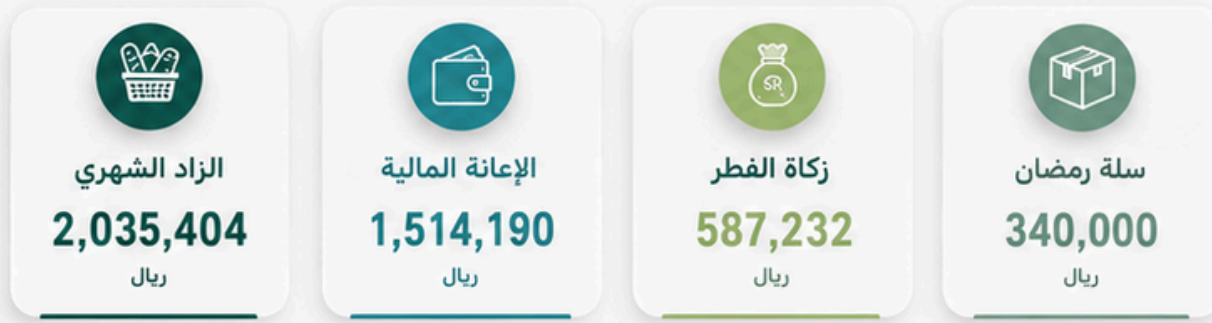 سلة رمضان
340,000
ريال
SR
زكاة الفطر
587,232
ريال
الإعانة المالية
1,514,190
ريال
الزاد الشهري
2,035,404
ريال